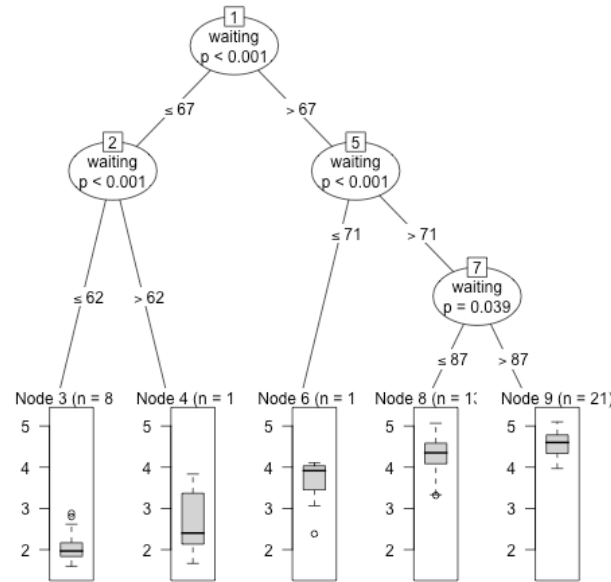 1
waiting
p < 0.001
≤ 67
> 67
2
waiting
p < 0.001
5
waiting
p < 0.001
≤ 71
> 71
7
waiting
p = 0.039
≤ 62
> 62
≤ 87
> 87
Node 3 (n = 8
Node 4 (n = 1
Node 6 (n = 1
Node 8 (n = 13
Node 9 (n = 21)
5
4
3
2
5
4
3
2
5
4
3
2
5
4
3
2
5
4
3
2